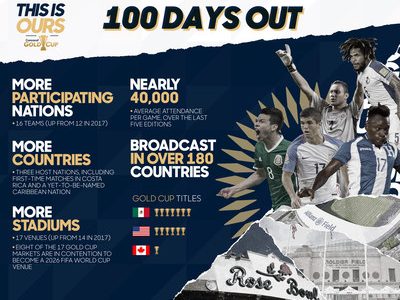 THIS IS
OURS
Concacaf
GOLD CUP
100 DAYS OUT
MORE
PARTICIPATING
NATIONS
• 16 TEAMS (UP FROM 12 IN 2017)
NEARLY
40,000
• AVERAGE ATTENDANCE
PER GAME, OVER THE LAST
FIVE EDITIONS
MORE
COUNTRIES
• THREE HOST NATIONS, INCLUDING
FIRST-TIME MATCHES IN COSTA
RICA AND A YET-TO-BE-NAMED
CARIBBEAN NATION
BROADCAST
IN OVER 180
COUNTRIES
MORE
STADIUMS
• 17 VENUES (UP FROM 14 IN 2017)
• EIGHT OF THE 17 GOLD CUP
MARKETS ARE IN CONTENTION TO
BECOME A 2026 FIFA WORLD CUP
VENUE
GOLD CUP TITLES
8
17
17
Rose Bowl
SOLDIER FIELD